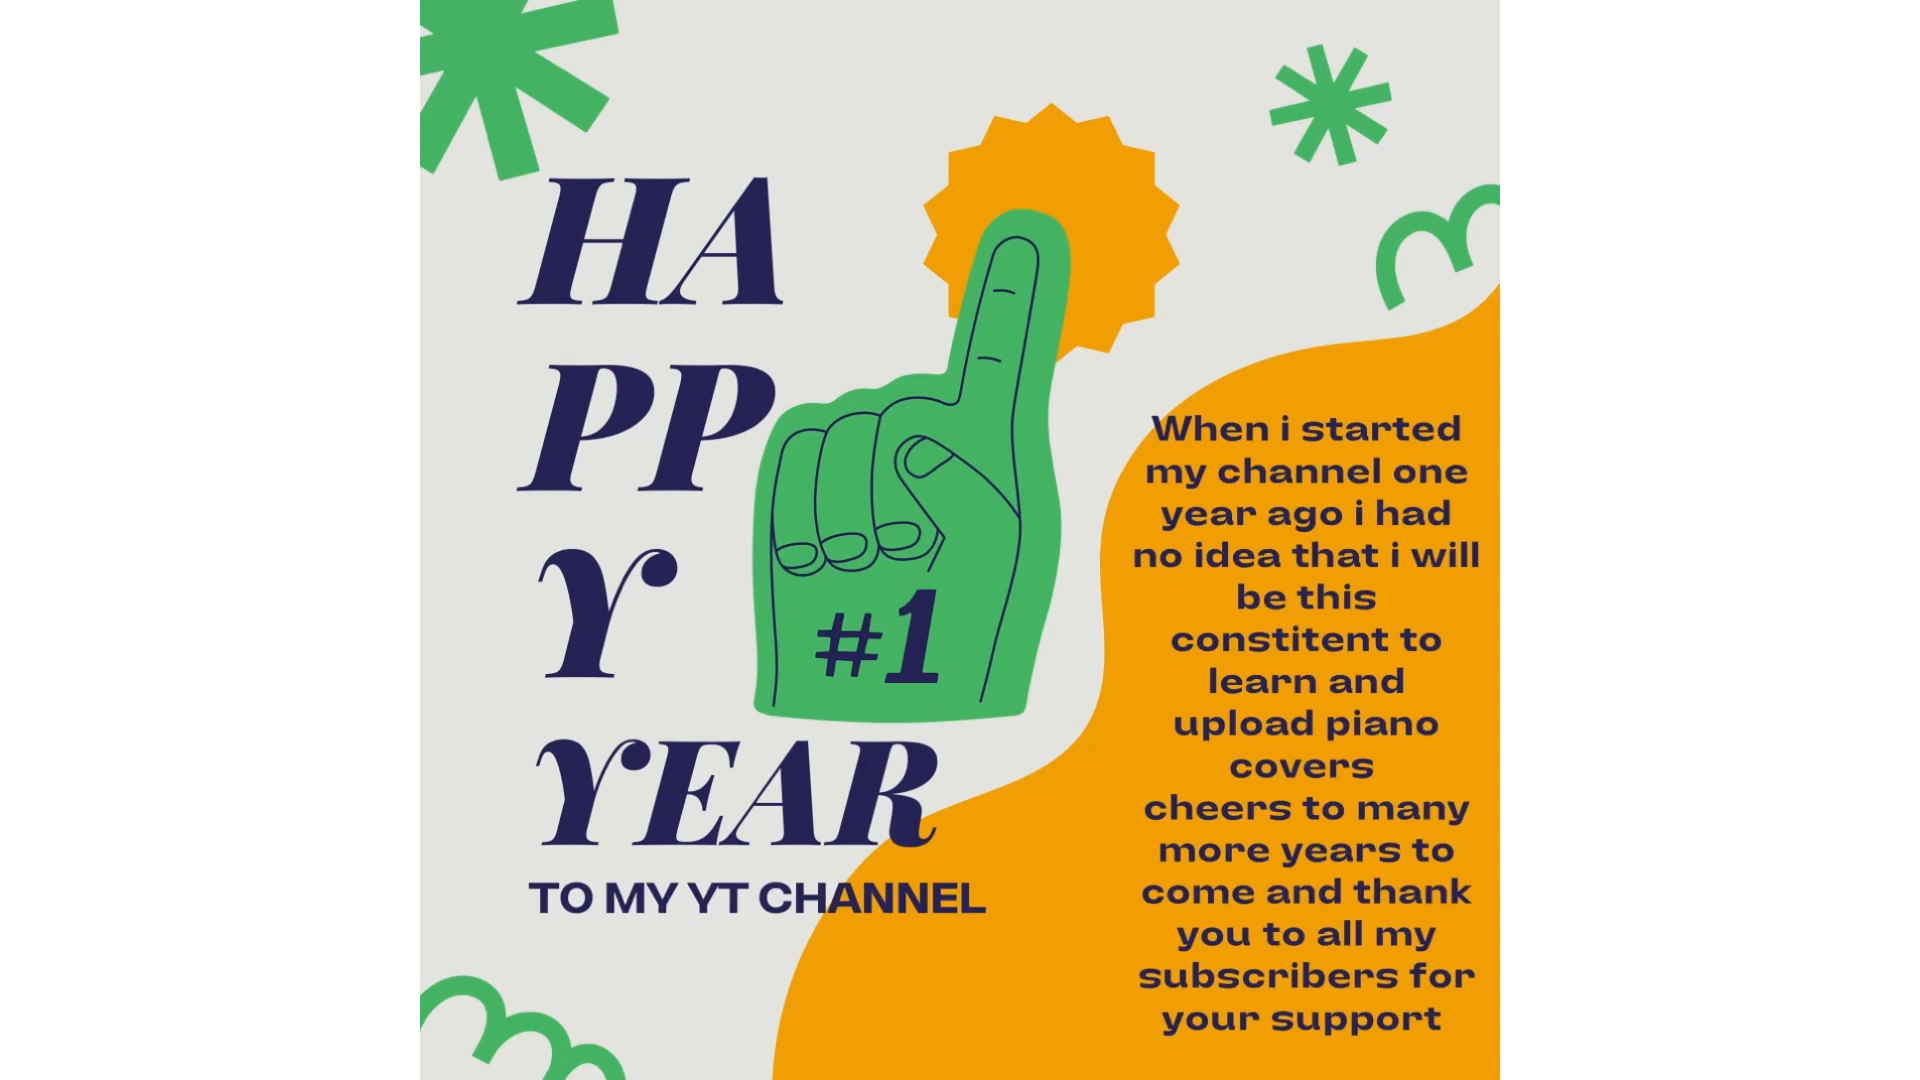 HA
PP
Y
#1
YEAR
TO MY YT CHANNEL
When i started
my channel one
year ago i had
no idea that i will
be this
constitent to
learn and
upload piano
covers
cheers to many
more years to
come and thank
you to all my
subscribers for
your support